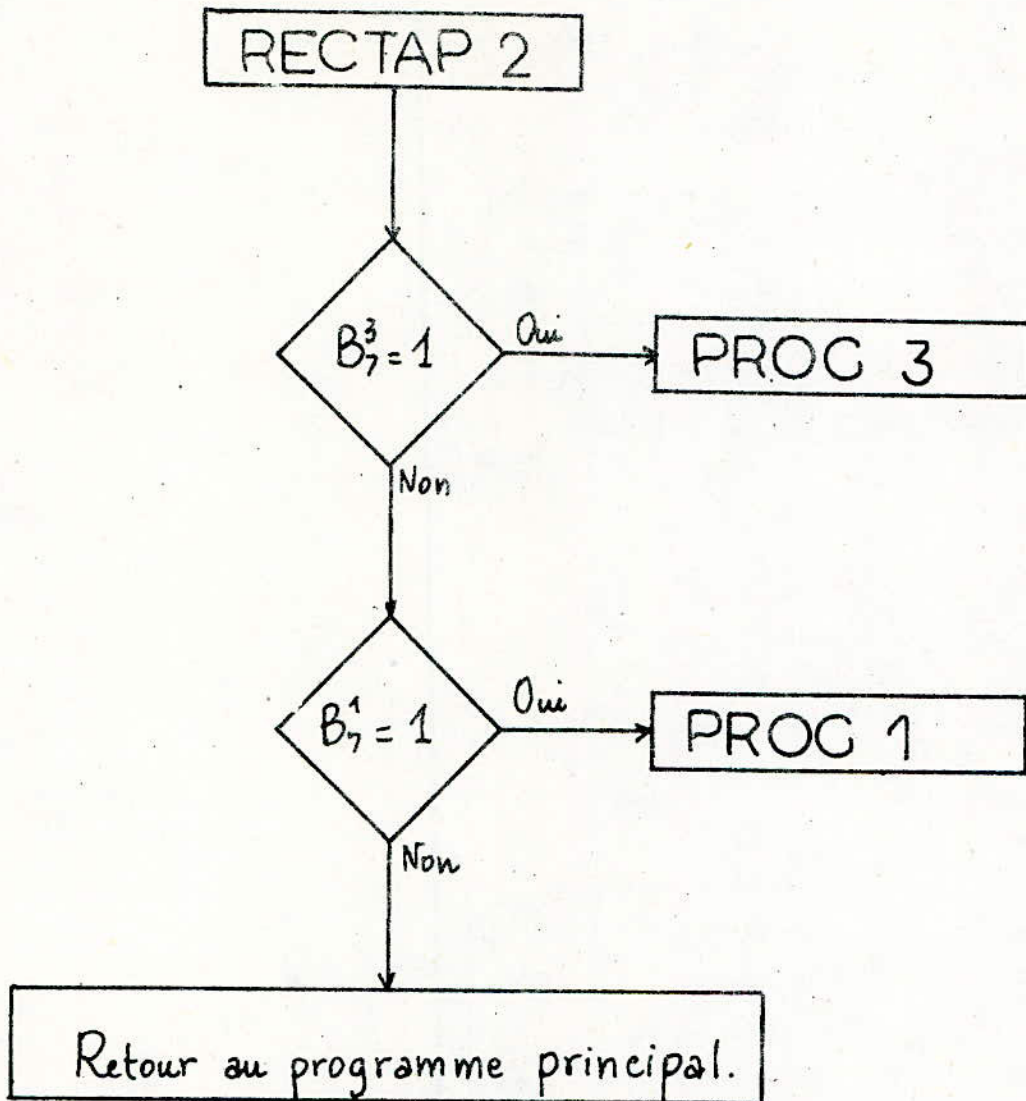 RECTAP 2
B₇³ = 1
Oui
PROG 3
Non
B₇¹ = 1
Oui
PROG 1
Non
Retour au programme principal.